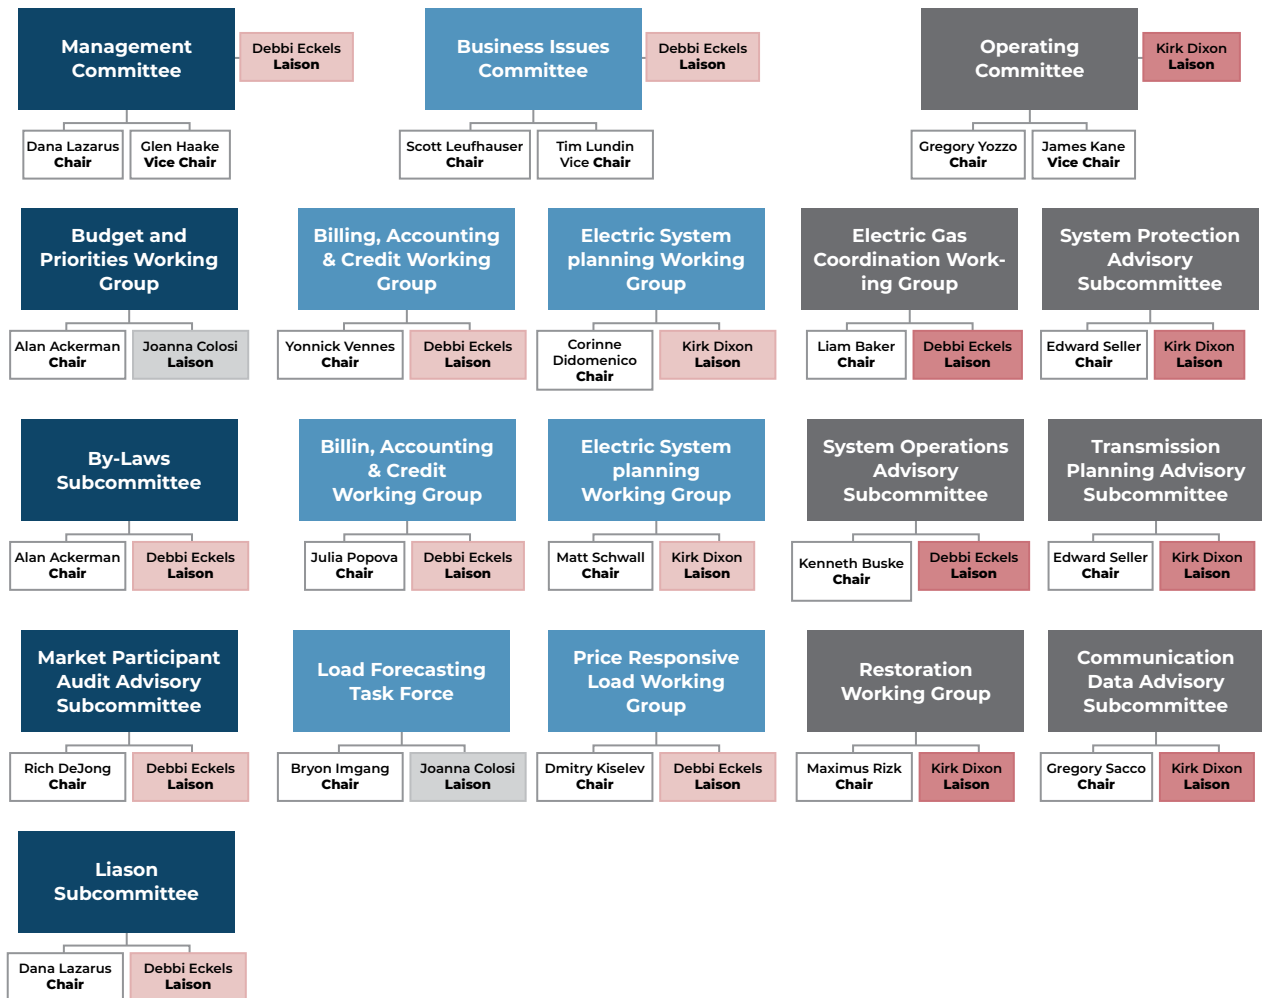 Management
Committee
Debbi Eckels
Laison
Business Issues
Committee
Debbi Eckels
Laison
Operating
Committee
Kirk Dixon
Laison
Dana Lazarus
Chair
Glen Haake
Vice Chair
Scott Leufhauser
Chair
Tim Lundin
Vice Chair
Gregory Yozzo
Chair
James Kane
Vice Chair
Budget and
Priorities Working
Group
Billing, Accounting
& Credit Working
Group
Electric System
planning Working
Group
Electric Gas
Coordination Work-
ing Group
System Protection
Advisory
Subcommittee
Alan Ackerman
Chair
Joanna Colosi
Laison
Yonnick Vennes
Chair
Debbi Eckels
Laison
Corinne
Didomenico
Chair
Kirk Dixon
Laison
Liam Baker
Chair
Debbi Eckels
Laison
Edward Seller
Chair
Kirk Dixon
Laison
By-Laws
Subcommittee
Billin, Accounting
& Credit
Working Group
Electric System
planning
Working Group
System Operations
Advisory
Subcommittee
Transmission
Planning Advisory
Subcommittee
Alan Ackerman
Chair
Debbi Eckels
Laison
Julia Popova
Chair
Debbi Eckels
Laison
Matt Schwall
Chair
Kirk Dixon
Laison
Kenneth Buske
Chair
Debbi Eckels
Laison
Edward Seller
Chair
Kirk Dixon
Laison
Market Participant
Audit Advisory
Subcommittee
Load Forecasting
Task Force
Price Responsive
Load Working
Group
Restoration
Working Group
Communication
Data Advisory
Subcommittee
Rich DeJong
Chair
Debbi Eckels
Laison
Bryon Imgang
Chair
Joanna Colosi
Laison
Dmitry Kiselev
Chair
Debbi Eckels
Laison
Maximus Rizk
Chair
Kirk Dixon
Laison
Gregory Sacco
Chair
Kirk Dixon
Laison
Liason
Subcommittee
Dana Lazarus
Chair
Debbi Eckels
Laison